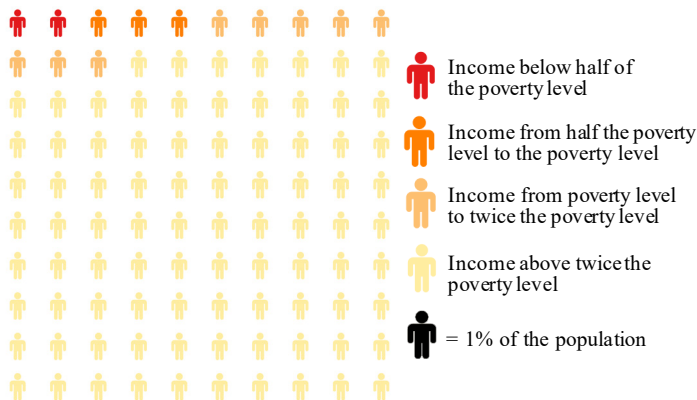 Income below half of
the poverty level
Income from half the poverty
level to the poverty level
Income from poverty level
to twice the poverty level
Income above twice the
poverty level
= 1% of the population